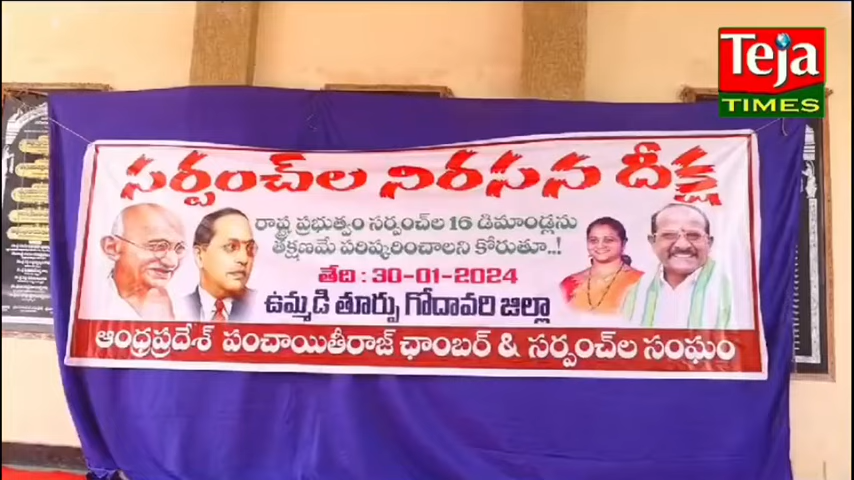 Teja
TIMES
సర్పంచ్‌ల నిరసన దీక్ష
రాష్ట్ర ప్రభుత్వం సర్పంచ్‌ల 16 డిమాండ్లను
తక్షణమే పరిష్కరించాలని కోరుతూ..!
తేది : 30-01-2024
ఉమ్మడి తూర్పు గోదావరి జిల్లా
ఆంధ్రప్రదేశ్ పంచాయితీరాజ్ ఛాంబర్ & సర్పంచ్‌ల సంఘం